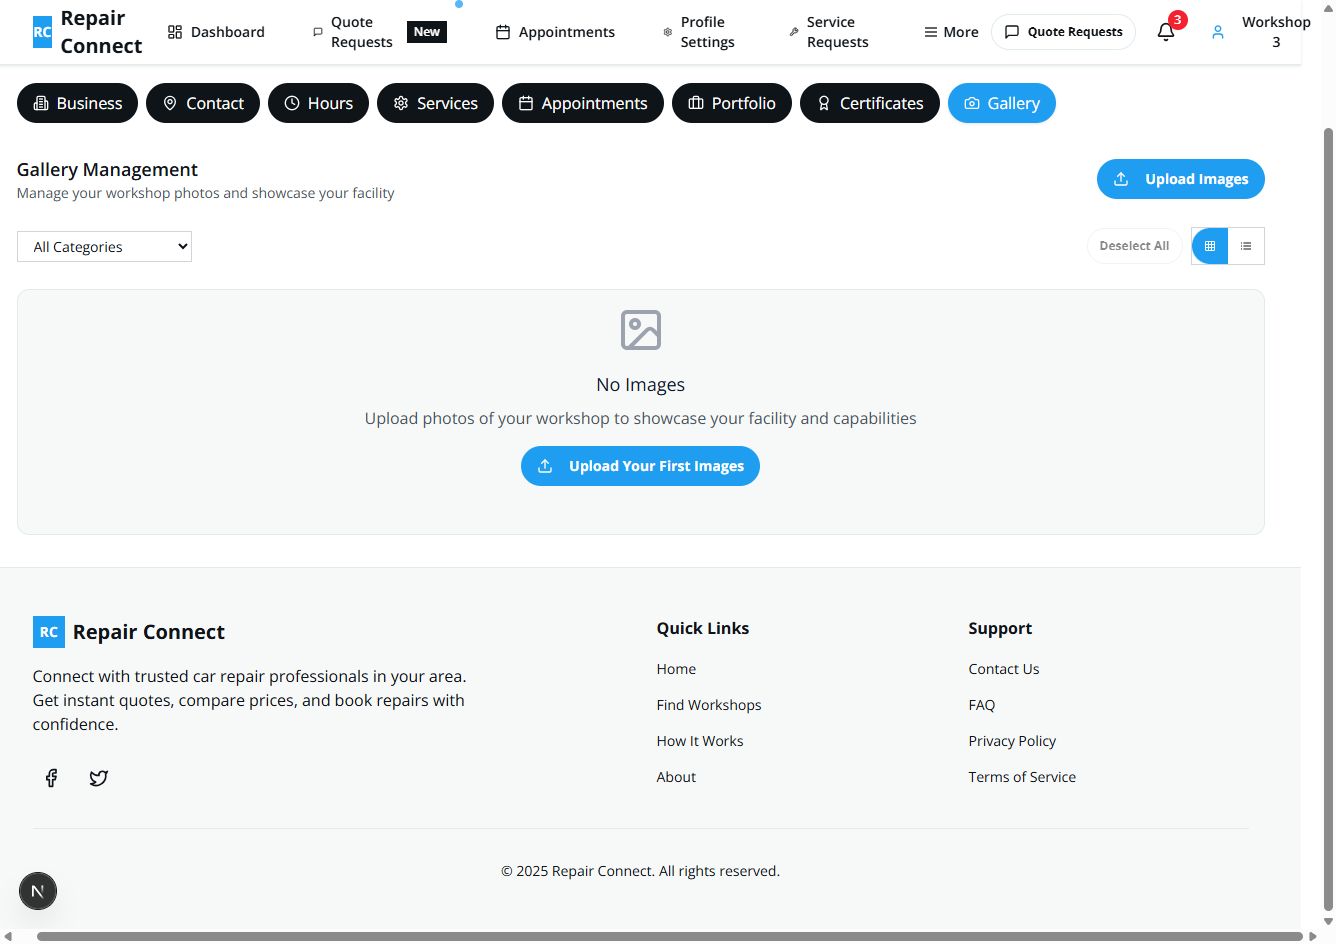 RC
Repair
Connect
Dashboard
Quote
Requests
New
Appointments
Profile
Settings
Service
Requests
More
Quote Requests
3
Workshop
3
Business
Contact
Hours
Services
Appointments
Portfolio
Certificates
Gallery
Gallery Management
Manage your workshop photos and showcase your facility
Upload Images
All Categories
Deselect All
No Images
Upload photos of your workshop to showcase your facility and capabilities
Upload Your First Images
RC Repair Connect
Connect with trusted car repair professionals in your area.
Get instant quotes, compare prices, and book repairs with
confidence.
Quick Links
Home
Find Workshops
How It Works
About
Support
Contact Us
FAQ
Privacy Policy
Terms of Service
© 2025 Repair Connect. All rights reserved.
N